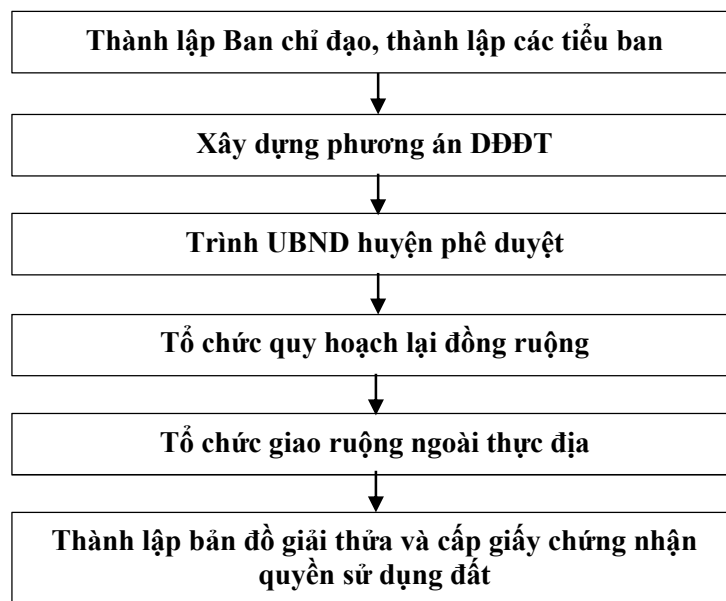 Thành lập Ban chỉ đạo, thành lập các tiểu ban
Xây dựng phương án DĐĐT
Trình UBND huyện phê duyệt
Tổ chức quy hoạch lại đồng ruộng
Tổ chức giao ruộng ngoài thực địa
Thành lập bản đồ giải thửa và cấp giấy chứng nhận
quyền sử dụng đất